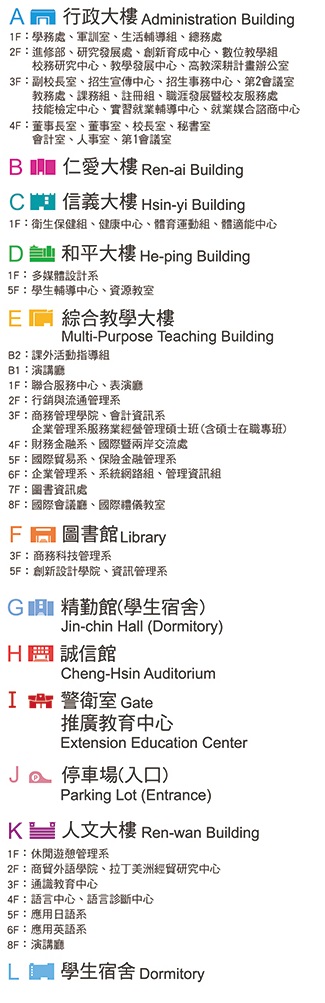 A 行政大樓 Administration Building
1F：學務處、軍訓室、生活輔導組、總務處
2F：進修部、研究發展處、創新育成中心、數位教學組
校務研究中心、教學發展中心、高教深耕計畫辦公室
3F：副校長室、招生宣傳中心、招生事務中心、第2會議室
教務處、課務組、註冊組、職涯發展暨校友服務處
技能檢定中心、實習就業輔導中心、就業媒合諮商中心
4F：董事長室、董事室、校長室、秘書室
會計室、人事室、第1會議室
B 仁愛大樓 Ren-ai Building
C 信義大樓 Hsin-yi Building
1F：衛生保健組、健康中心、體育運動組、體適能中心
D 和平大樓 He-ping Building
1F：多媒體設計系
5F：學生輔導中心、資源教室
E 綜合教學大樓
Multi-Purpose Teaching Building
B2：課外活動指導組
B1：演講廳
1F：聯合服務中心、表演廳
2F：行銷與流通管理系
3F：商務管理學院、會計資訊系
企業管理系服務業經營管理碩士班(含碩士在職專班)
4F：財務金融系、國際暨兩岸交流處
5F：國際貿易系、保險金融管理系
6F：企業管理系、系統網路組、管理資訊組
7F：圖書資訊處
8F：國際會議廳、國際禮儀教室
F 圖書館 Library
3F：商務科技管理系
5F：創新設計學院、資訊管理系
G 精勤館(學生宿舍)
Jin-chin Hall (Dormitory)
H 誠信館
Cheng-Hsin Auditorium
I 警衛室 Gate
推廣教育中心
Extension Education Center
J 停車場(入口)
Parking Lot (Entrance)
K 人文大樓 Ren-wan Building
1F：休閒遊憩管理系
2F：商貿外語學院、拉丁美洲經貿研究中心
3F：通識教育中心
4F：語言中心、語言診斷中心
5F：應用日語系
6F：應用英語系
8F：演講廳
L 學生宿舍 Dormitory